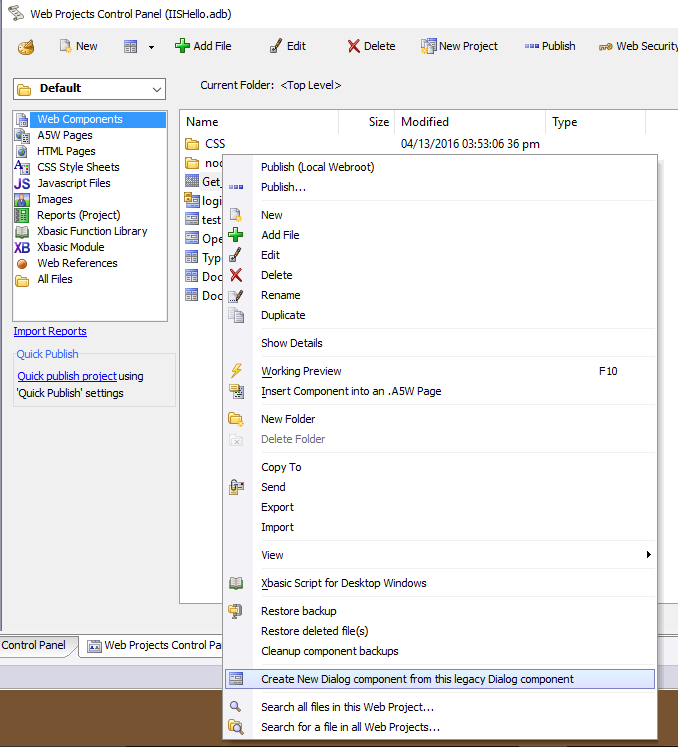 Web Projects Control Panel (IISHello.adb)
New Add File Edit Delete New Project Publish Web Security
Default
Current Folder: <Top Level>
Web Components
A5W Pages
HTML Pages
CSS Style Sheets
JS Javascript Files
Images
Reports (Project)
Xbasic Function Library
XB Xbasic Module
Web References
All Files
Import Reports
Quick Publish
Quick publish project using
'Quick Publish' settings
Name Size Modified Type
CSS 04/13/2016 03:53:06 36 pm
Get_
logi
test
Ope
Typ
Doc
Doc
Publish (Local Webroot)
Publish...
New
Add File
Edit
Delete
Rename
Duplicate
Show Details
Working Preview F10
Insert Component into an .A5W Page
New Folder
Delete Folder
Copy To
Send
Export
Import
View
Xbasic Script for Desktop Windows
Restore backup
Restore deleted file(s)
Cleanup component backups
Create New Dialog component from this legacy Dialog component
Search all files in this Web Project...
Search for a file in all Web Projects...
Control Panel Web Projects Control Pa